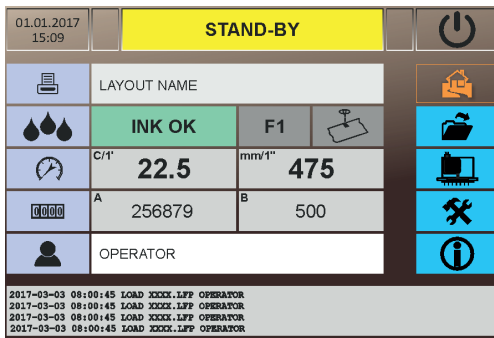 01.01.2017
15:09
STAND-BY
LAYOUT NAME
INK OK
F1
C/1'
22.5
mm/1"
475
0000
A
256879
B
500
OPERATOR
2017-03-03 08:00:45 LOAD XXXX.LFP OPERATOR
2017-03-03 08:00:45 LOAD XXXX.LFP OPERATOR
2017-03-03 08:00:45 LOAD XXXX.LFP OPERATOR
2017-03-03 08:00:45 LOAD XXXX.LFP OPERATOR